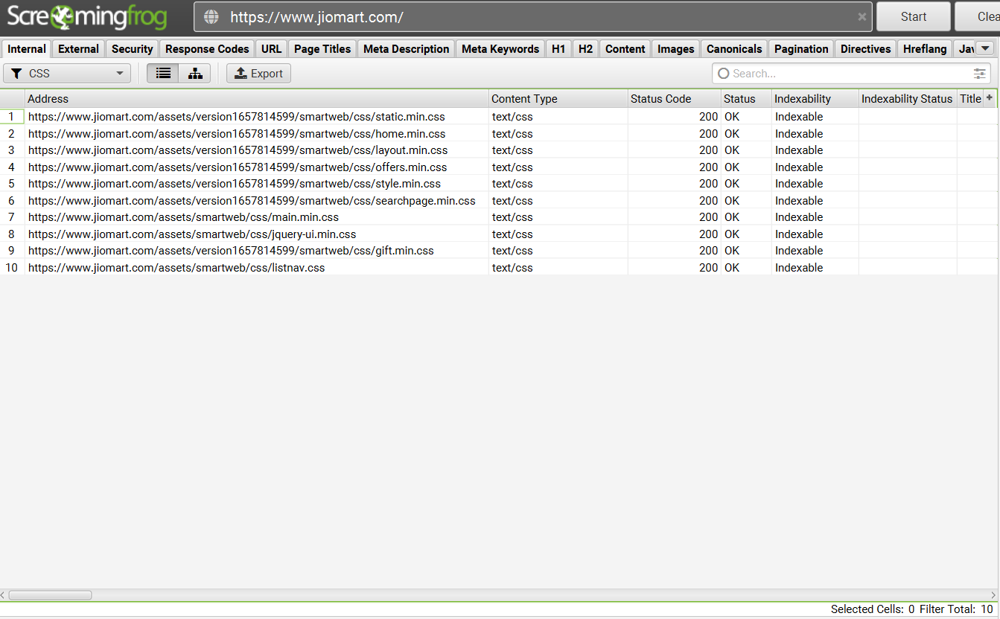 Screamingfrog https://www.jiomart.com/ × Start Clea
Internal External Security Response Codes URL Page Titles Meta Description Meta Keywords H1 H2 Content Images Canonicals Pagination Directives Hreflang Jav
CSS Export Search...
Address Content Type Status Code Status Indexability Indexability Status Title +
1 https://www.jiomart.com/assets/version1657814599/smartweb/css/static.min.css text/css 200 OK Indexable
2 https://www.jiomart.com/assets/version1657814599/smartweb/css/home.min.css text/css 200 OK Indexable
3 https://www.jiomart.com/assets/version1657814599/smartweb/css/layout.min.css text/css 200 OK Indexable
4 https://www.jiomart.com/assets/version1657814599/smartweb/css/offers.min.css text/css 200 OK Indexable
5 https://www.jiomart.com/assets/version1657814599/smartweb/css/style.min.css text/css 200 OK Indexable
6 https://www.jiomart.com/assets/version1657814599/smartweb/css/searchpage.min.css text/css 200 OK Indexable
7 https://www.jiomart.com/assets/smartweb/css/main.min.css text/css 200 OK Indexable
8 https://www.jiomart.com/assets/smartweb/css/jquery-ui.min.css text/css 200 OK Indexable
9 https://www.jiomart.com/assets/version1657814599/smartweb/css/gift.min.css text/css 200 OK Indexable
10 https://www.jiomart.com/assets/smartweb/css/listnav.css text/css 200 OK Indexable
Selected Cells: 0 Filter Total: 10